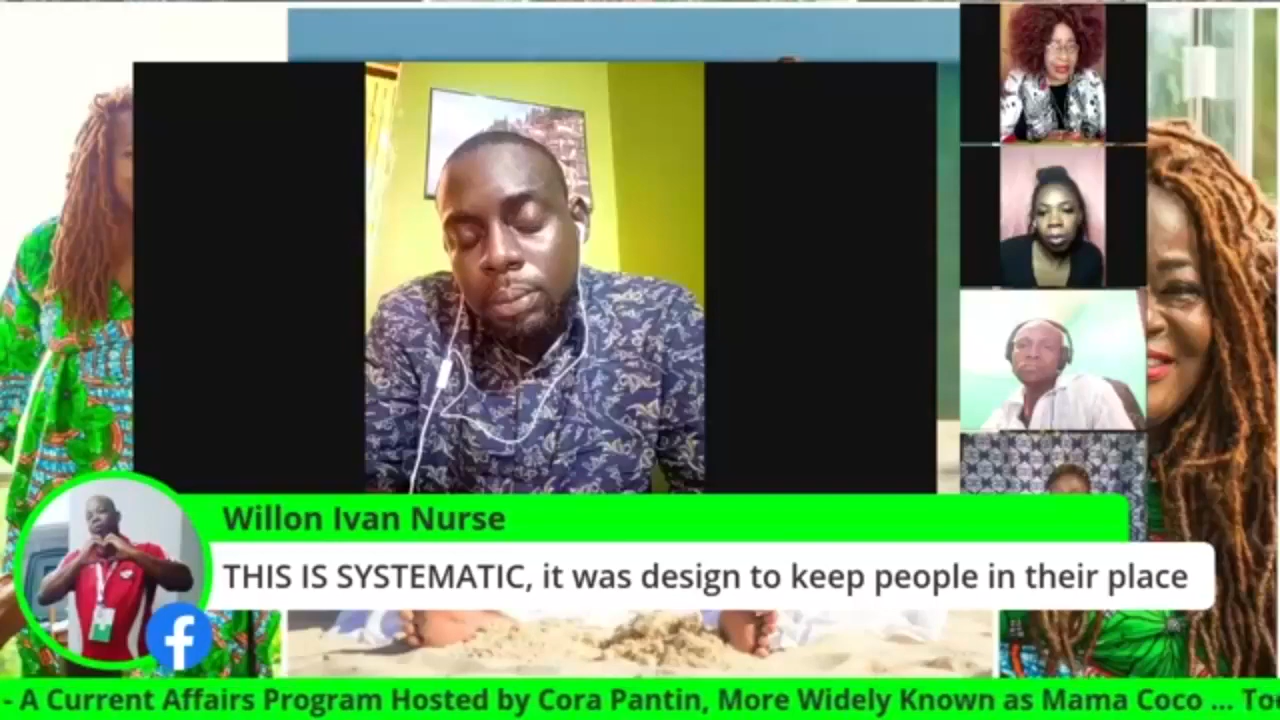 Willon Ivan Nurse
THIS IS SYSTEMATIC, it was design to keep people in their place
- A Current Affairs Program Hosted by Cora Pantin, More Widely Known as Mama Coco ...